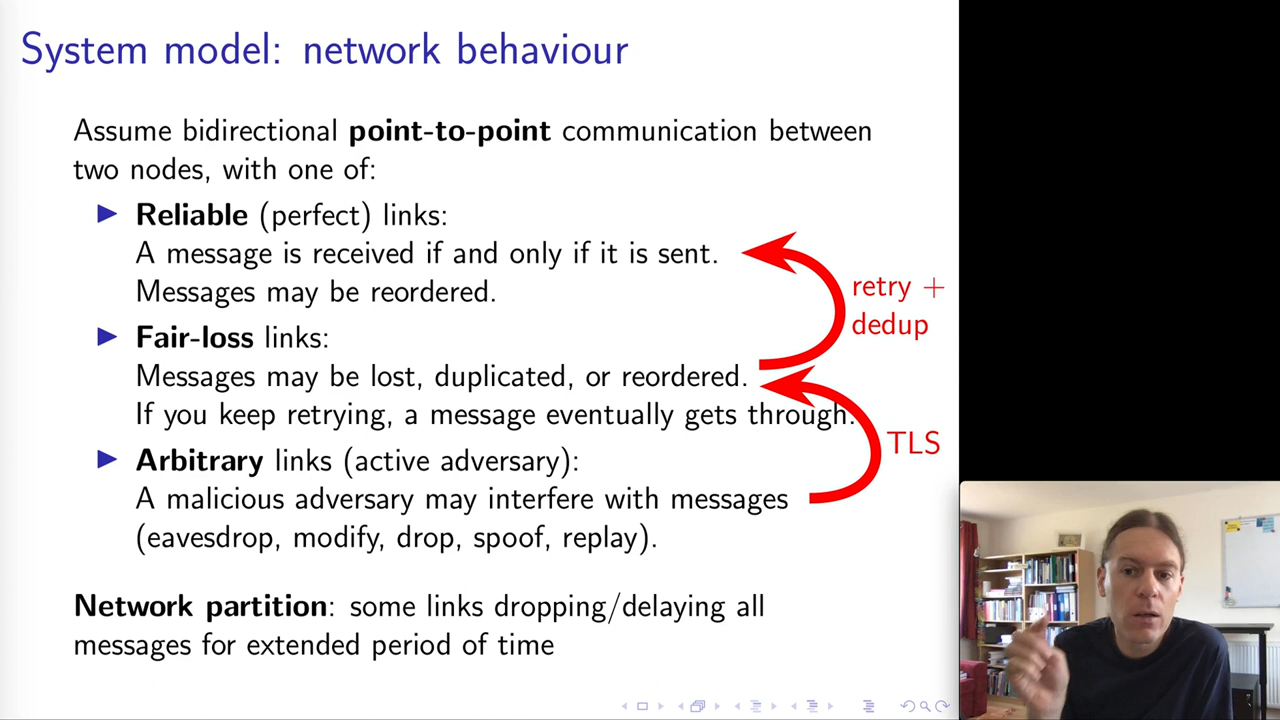 System model: network behaviour
Assume bidirectional point-to-point communication between
two nodes, with one of:
Reliable (perfect) links:
A message is received if and only if it is sent.
Messages may be reordered.
retry +
dedup
Fair-loss links:
Messages may be lost, duplicated, or reordered.
If you keep retrying, a message eventually gets through.
TLS
Arbitrary links (active adversary):
A malicious adversary may interfere with messages
(eavesdrop, modify, drop, spoof, replay).
Network partition: some links dropping/delaying all
messages for extended period of time